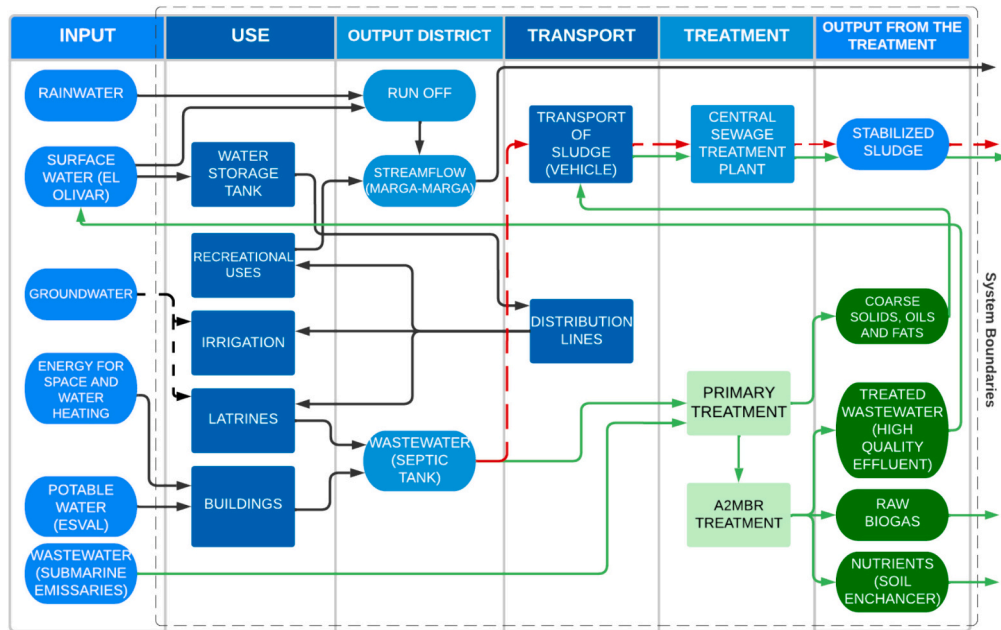 INPUT
USE
OUTPUT DISTRICT
TRANSPORT
TREATMENT
OUTPUT FROM THE
TREATMENT
RAINWATER
RUN OFF
SURFACE
WATER (EL
OLIVAR)
WATER
STORAGE
TANK
STREAMFLOW
(MARGA-MARGA)
TRANSPORT
OF
SLUDGE
(VEHICLE)
CENTRAL
SEWAGE
TREATMENT
PLANT
STABILIZED
SLUDGE
RECREATIONAL
USES
GROUNDWATER
IRRIGATION
DISTRIBUTION
LINES
COARSE
SOLIDS, OILS
AND FATS
ENERGY FOR
SPACE AND
WATER
HEATING
LATRINES
WASTEWATER
(SEPTIC
TANK)
PRIMARY
TREATMENT
TREATED
WASTEWATER
(HIGH
QUALITY
EFFLUENT)
POTABLE
WATER
(ESVAL)
BUILDINGS
A2MBR
TREATMENT
RAW
BIOGAS
WASTEWATER
(SUBMARINE
EMISSARIES)
NUTRIENTS
(SOIL
ENCHANCER)
System Boundaries